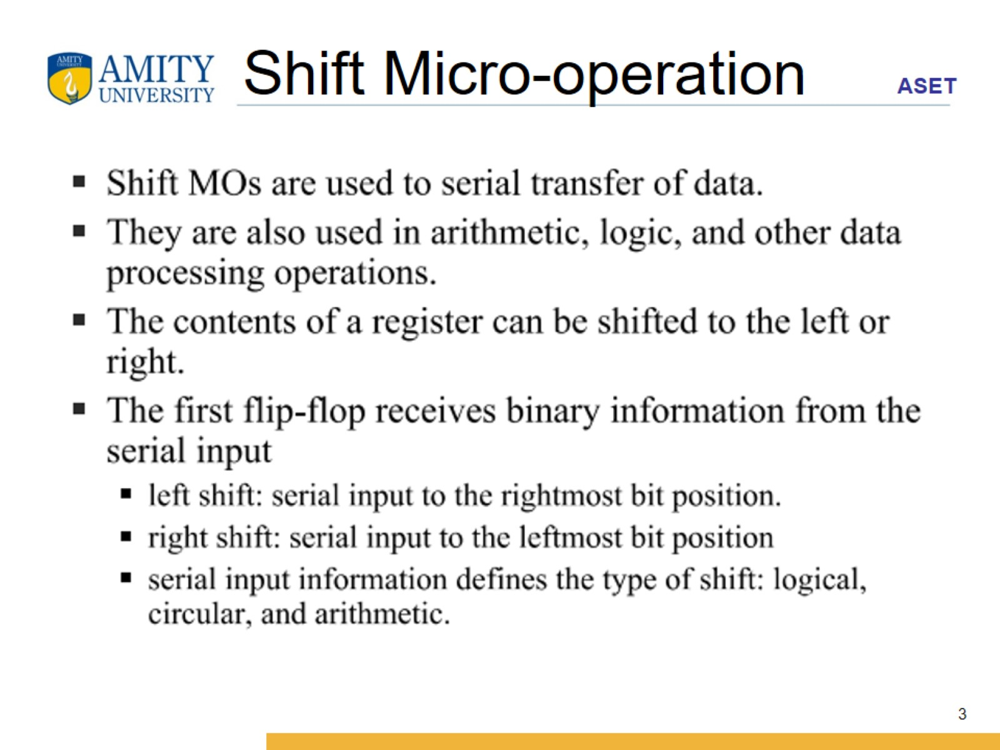 AMITY
UNIVERSITY
AMITY
UNIVERSITY
Shift Micro-operation
ASET
▪ Shift MOs are used to serial transfer of data.
▪ They are also used in arithmetic, logic, and other data
processing operations.
▪ The contents of a register can be shifted to the left or
right.
▪ The first flip-flop receives binary information from the
serial input
▪ left shift: serial input to the rightmost bit position.
▪ right shift: serial input to the leftmost bit position
▪ serial input information defines the type of shift: logical,
circular, and arithmetic.
3